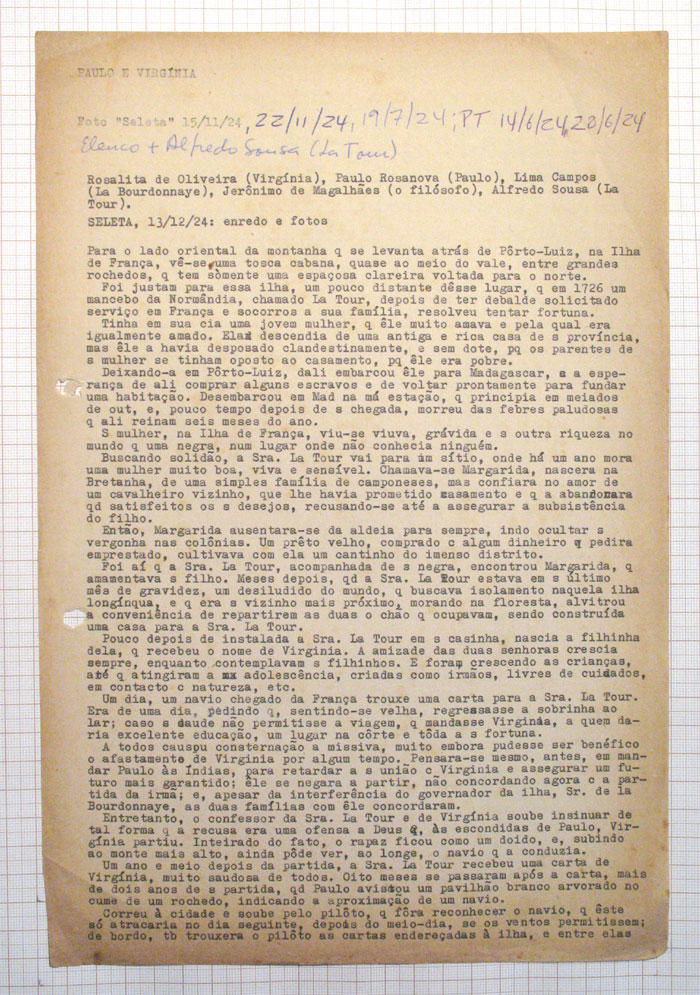 PAULO E VIRGÍNIA
Foto "Seleta" 15/11/24, 22/11/24, 19/7/24; PT 14/6/24, 28/6/24
Elenco + Alfredo Sousa (La Tour)
Rosalita de Oliveira (Virgínia), Paulo Rosanova (Paulo), Lima Campos
(La Bourdonnaye), Jerônimo de Magalhães (o filósofo), Alfredo Sousa (La
Tour).
SELETA, 13/12/24: enredo e fotos
Para o lado oriental da montanha q se levanta atrás de Pôrto-Luiz, na Ilha
de França, vê-se, uma tosca cabana, quase ao meio do vale, entre grandes
rochedos, q tem sòmente uma espaçosa clareira voltada para o norte.
Foi justam para essa ilha, um pouco distante dêsse lugar, q em 1726 um
mancebo da Normândia, chamado La Tour, depois de ter debalde solicitado
serviço em França e socorros a sua família, resolveu tentar fortuna.
Tinha em sua cia uma jovem mulher, q êle muito amava e pela qual era
igualmente amado. Ela descendia de uma antiga e rica casa de s província,
mas êle a havia desposado clandestinamente, e sem dote, pq os parentes de
s mulher se tinham oposto ao casamento, pq êle era pobre.
Deixando-a em Pôrto-Luiz, dali embarcou êle para Madagascar, a espe-
rança de ali comprar alguns escravos e de voltar prontamente para fundar
uma habitação. Desembarcou em Mad na má estação, q principia em meiados
de out, e, pouco tempo depois de s chegada, morreu das febres paludosas
q ali reinam seis meses do ano.
S mulher, na Ilha de França, viu-se viuva, grávida e s outra riqueza no
mundo q uma negra, num lugar onde não conhecia ninguém.
Buscando solidão, a Sra. La Tour vai para um sítio, onde há um ano mora
uma mulher muito boa, viva e sensível. Chamava-se Margarida, nascera na
Bretanha, de uma simples família de camponeses, mas confiara no amor de
um cavalheiro vizinho, que lhe havia prometido casamento e q a abandonara
qd satisfeitos os s desejos, recusando-se até a assegurar a subsistência
do filho.
Então, Margarida ausentara-se da aldeia para sempre, indo ocultar s
vergonha nas colônias. Um prêto velho, comprado c algum dinheiro q pedira
emprestado, cultivava com ela um cantinho do imenso distrito.
Foi aí q a Sra. La Tour, acompanhada de s negra, encontrou Margarida, q
amamentava s filho. Meses depois, qd a Sra. La Tour estava em s último
mês de gravidez, um desiludido do mundo, q buscava isolamento naquela ilha
longínqua, e q era s vizinho mais próximo, morando na floresta, alvitrou
a conveniência de repartirem as duas o chão q ocupavam, sendo construída
uma casa para a Sra. La Tour.
Pouco depois de instalada a Sra. La Tour em s casinha, nascia a filhinha
dela, q recebeu o nome de Virgínia. A amizade das duas senhoras crescia
sempre, enquanto contemplavam s filhinhos. E foram crescendo as crianças,
até q atingiram a adolescência, criadas como irmãos, livres de cuidados,
em contacto c natureza, etc.
Um dia, um navio chegado da França trouxe uma carta para a Sra. La Tour.
Era de uma dia, pedindo q, sentindo-se velha, regressasse a sobrinha ao
lar; caso s daude não permitisse a viagem, q mandasse Virginia, a quem da-
ria excelente educação, um lugar na côrte e tôda a s fortuna.
A todos causpu consternação a missiva, muito embora pudesse ser benéfico
o afastamento de Virginia por algum tempo. Pensara-se mesmo, antes, em man-
dar Paulo às Índias, para retardar a s união c Virginia e assegurar um fu-
turo mais garantido; êle se negara a partir, não concordando agora c a par-
tida da irmã; e, apesar da interferência do governador da ilha, Sr. de la
Bourdonnaye, as duas famílias com êle concordaram.
Entretanto, o confessor da Sra. La Tour e de Virgínia soube insinuar de
tal forma q a recusa era uma ofensa a Deus q, às escondidas de Paulo, Vir-
gínia partiu. Inteirado do fato, o rapaz ficou como um doido, e, subindo
ao monte mais alto, ainda pôde ver, ao longe, o navio q a conduzia.
Um ano e meio depois da partida, a Sra. La Tour recebeu uma carta de
Virgínia, muito saudosa de todos. Oito meses se passaram após a carta, mais
de dois anos de s partida, qd Paulo avistou um pavilhão branco arvorado no
cume de um rochedo, indicando a aproximação de um navio.
Correu à cidade e soube pelo pilôto, q fôra reconhecer o navio, q êste
só atracaria no dia seguinte, depois do meio-dia, se os ventos permitissem;
de bordo, tb trouxera o pilôto as cartas endereçadas à ilha, e entre elas